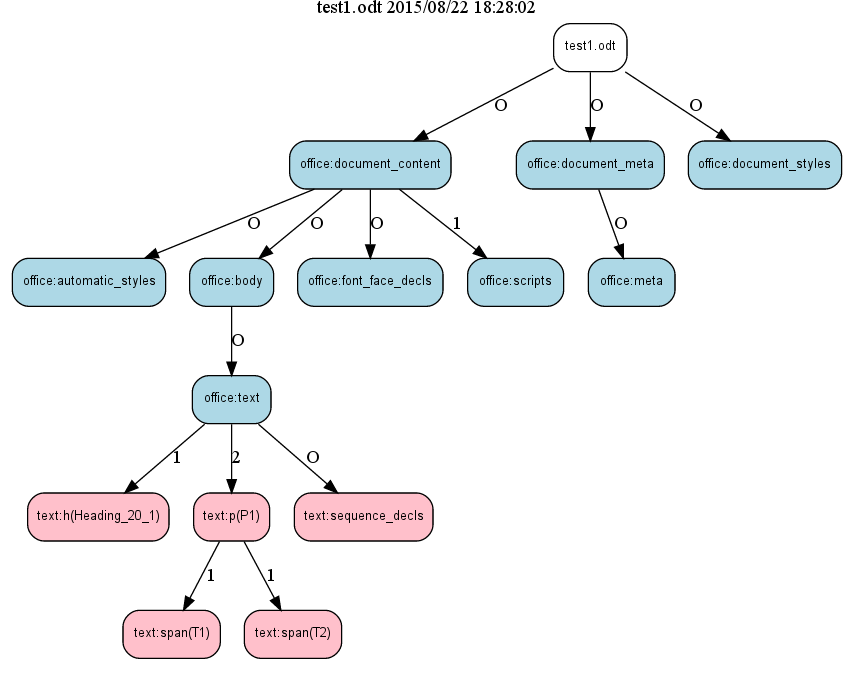 test1.odt 2015/08/22 18:28:02
test1.odt
O O O
office:document_content office:document_meta office:document_styles
O O O 1 O
office:automatic_styles office:body office:font_face_decls office:scripts office:meta
O
office:text
1 2 O
text:h(Heading_20_1) text:p(P1) text:sequence_decls
1 1
text:span(T1) text:span(T2)